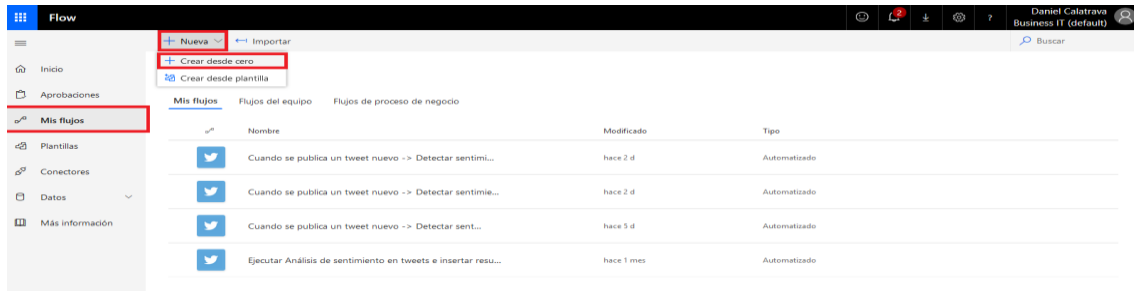 Flow
2
?
Daniel Calatrava
Business IT (default)
+ Nueva
Importar
Buscar
+ Crear desde cero
Crear desde plantilla
Inicio
Aprobaciones
Mis flujos
Plantillas
Conectores
Datos
Más información
Mis flujos Flujos del equipo Flujos de proceso de negocio
Nombre Modificado Tipo
Cuando se publica un tweet nuevo -> Detectar sentimi... hace 2 d Automatizado
Cuando se publica un tweet nuevo -> Detectar sentimie... hace 2 d Automatizado
Cuando se publica un tweet nuevo -> Detectar sent... hace 5 d Automatizado
Ejecutar Análisis de sentimiento en tweets e insertar resu... hace 1 mes Automatizado